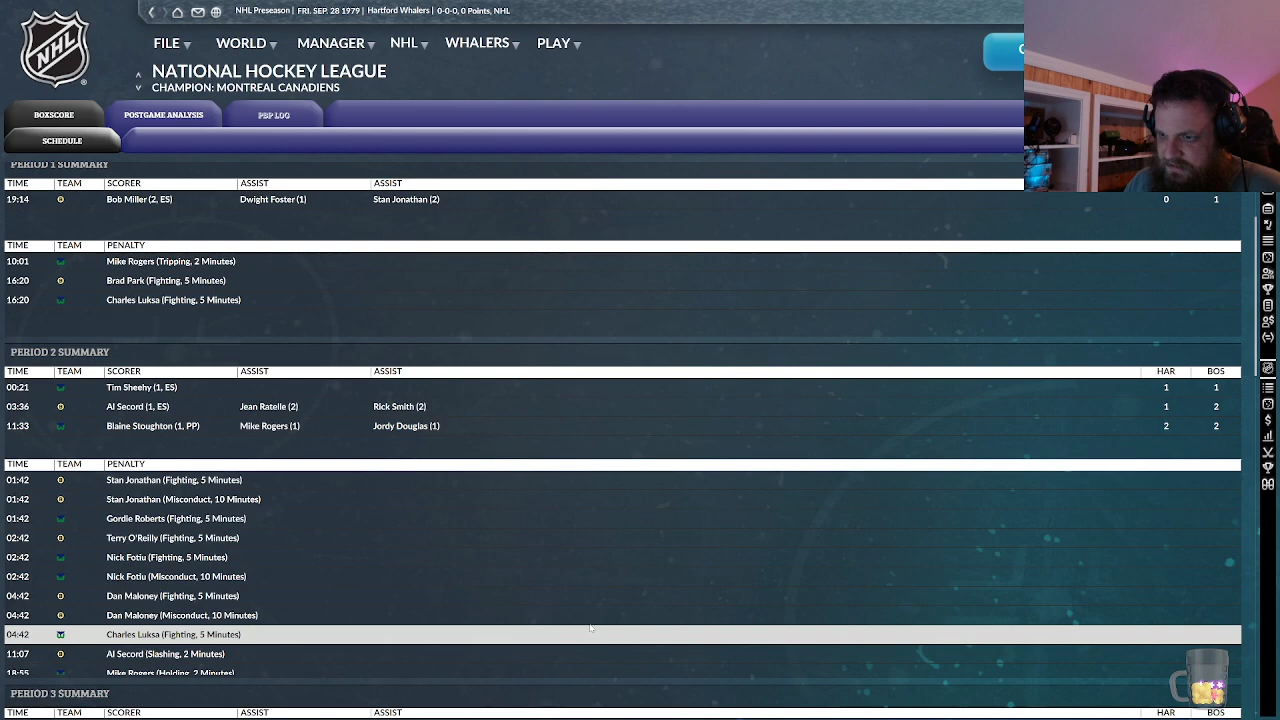 NHL Preseason | FRI. SEP. 28 1979 | Hartford Whalers | 0-0-0, 0 Points, NHL
FILE WORLD MANAGER NHL WHALERS PLAY
NHL
NATIONAL HOCKEY LEAGUE
CHAMPION: MONTREAL CANADIENS
BOXSCORE POSTGAME ANALYSIS PBP LOG
SCHEDULE
PERIOD 1 SUMMARY
TIME TEAM SCORER ASSIST ASSIST
19:14 Bob Miller (2, ES) Dwight Foster (1) Stan Jonathan (2) 0 1
TIME TEAM PENALTY
10:01 Mike Rogers (Tripping, 2 Minutes)
16:20 Brad Park (Fighting, 5 Minutes)
16:20 Charles Luksa (Fighting, 5 Minutes)
PERIOD 2 SUMMARY
TIME TEAM SCORER ASSIST ASSIST HAR BOS
00:21 Tim Sheehy (1, ES) 1 1
03:36 Al Secord (1, ES) Jean Ratelle (2) Rick Smith (2) 1 2
11:33 Blaine Stoughton (1, PP) Mike Rogers (1) Jordy Douglas (1) 2 2
TIME TEAM PENALTY
01:42 Stan Jonathan (Fighting, 5 Minutes)
01:42 Stan Jonathan (Misconduct, 10 Minutes)
01:42 Gordie Roberts (Fighting, 5 Minutes)
02:42 Terry O'Reilly (Fighting, 5 Minutes)
02:42 Nick Fotiu (Fighting, 5 Minutes)
02:42 Nick Fotiu (Misconduct, 10 Minutes)
04:42 Dan Maloney (Fighting, 5 Minutes)
04:42 Dan Maloney (Misconduct, 10 Minutes)
04:42 Charles Luksa (Fighting, 5 Minutes)
11:07 Al Secord (Slashing, 2 Minutes)
18:55 Mike Rogers (Holding, 2 Minutes)
PERIOD 3 SUMMARY
TIME TEAM SCORER ASSIST ASSIST HAR BOS